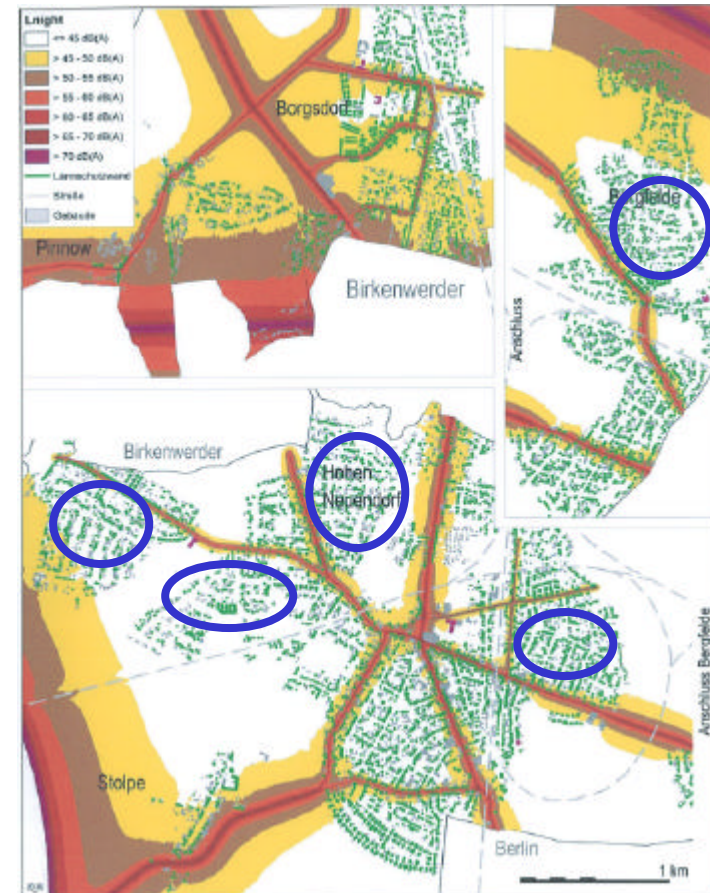 Lnight
<= 45 dB(A)
> 45 - 50 dB(A)
> 50 - 55 dB(A)
> 55 - 60 dB(A)
> 60 - 65 dB(A)
> 65 - 70 dB(A)
> 70 dB(A)
Lärmschutzwand
Straße
Gebäude
Borgsdorf
Pinnow
Birkenwerder
Bergfelde
Anschluss
Birkenwerder
Hohen
Neuendorf
Stolpe
Anschluss Bergfelde
Berlin
1 km